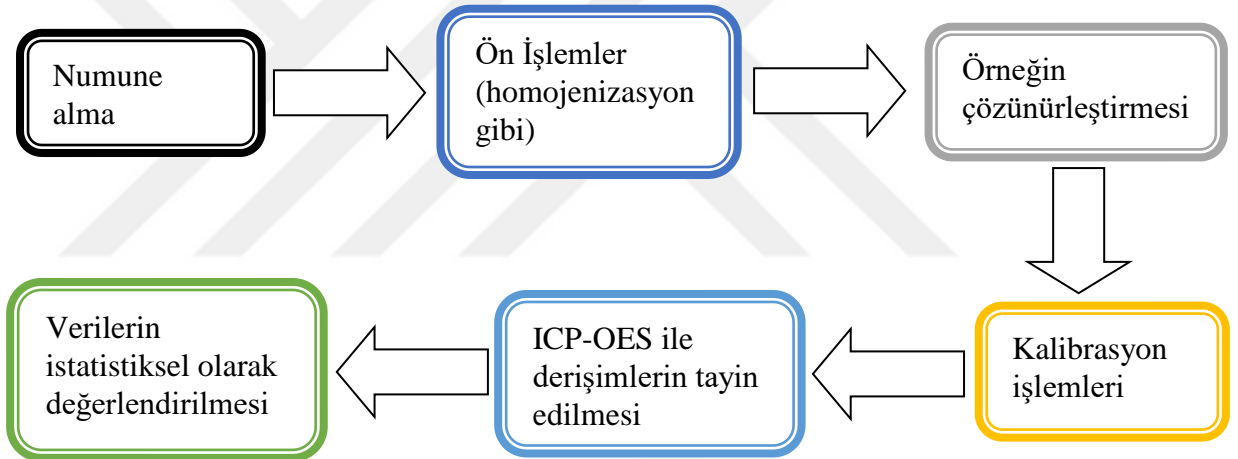 Numune
alma
Ön İşlemler
(homojenizasyon
gibi)
Örneğin
çözünürleştirmesi
Kalibrasyon
işlemleri
ICP-OES ile
derişimlerin tayin
edilmesi
Verilerin
istatistiksel olarak
değerlendirilmesi